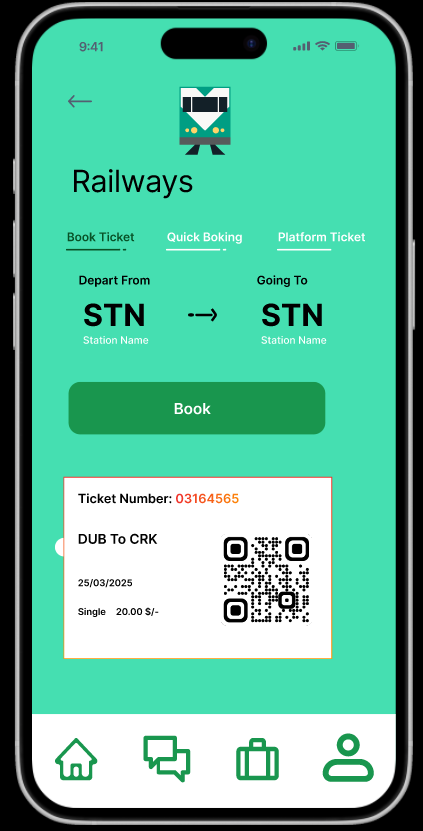 9:41
Railways
Book Ticket Quick Boking Platform Ticket
Depart From Going To
STN STN
Station Name Station Name
Book
Ticket Number: 03164565
DUB To CRK
25/03/2025
Single 20.00 $/-